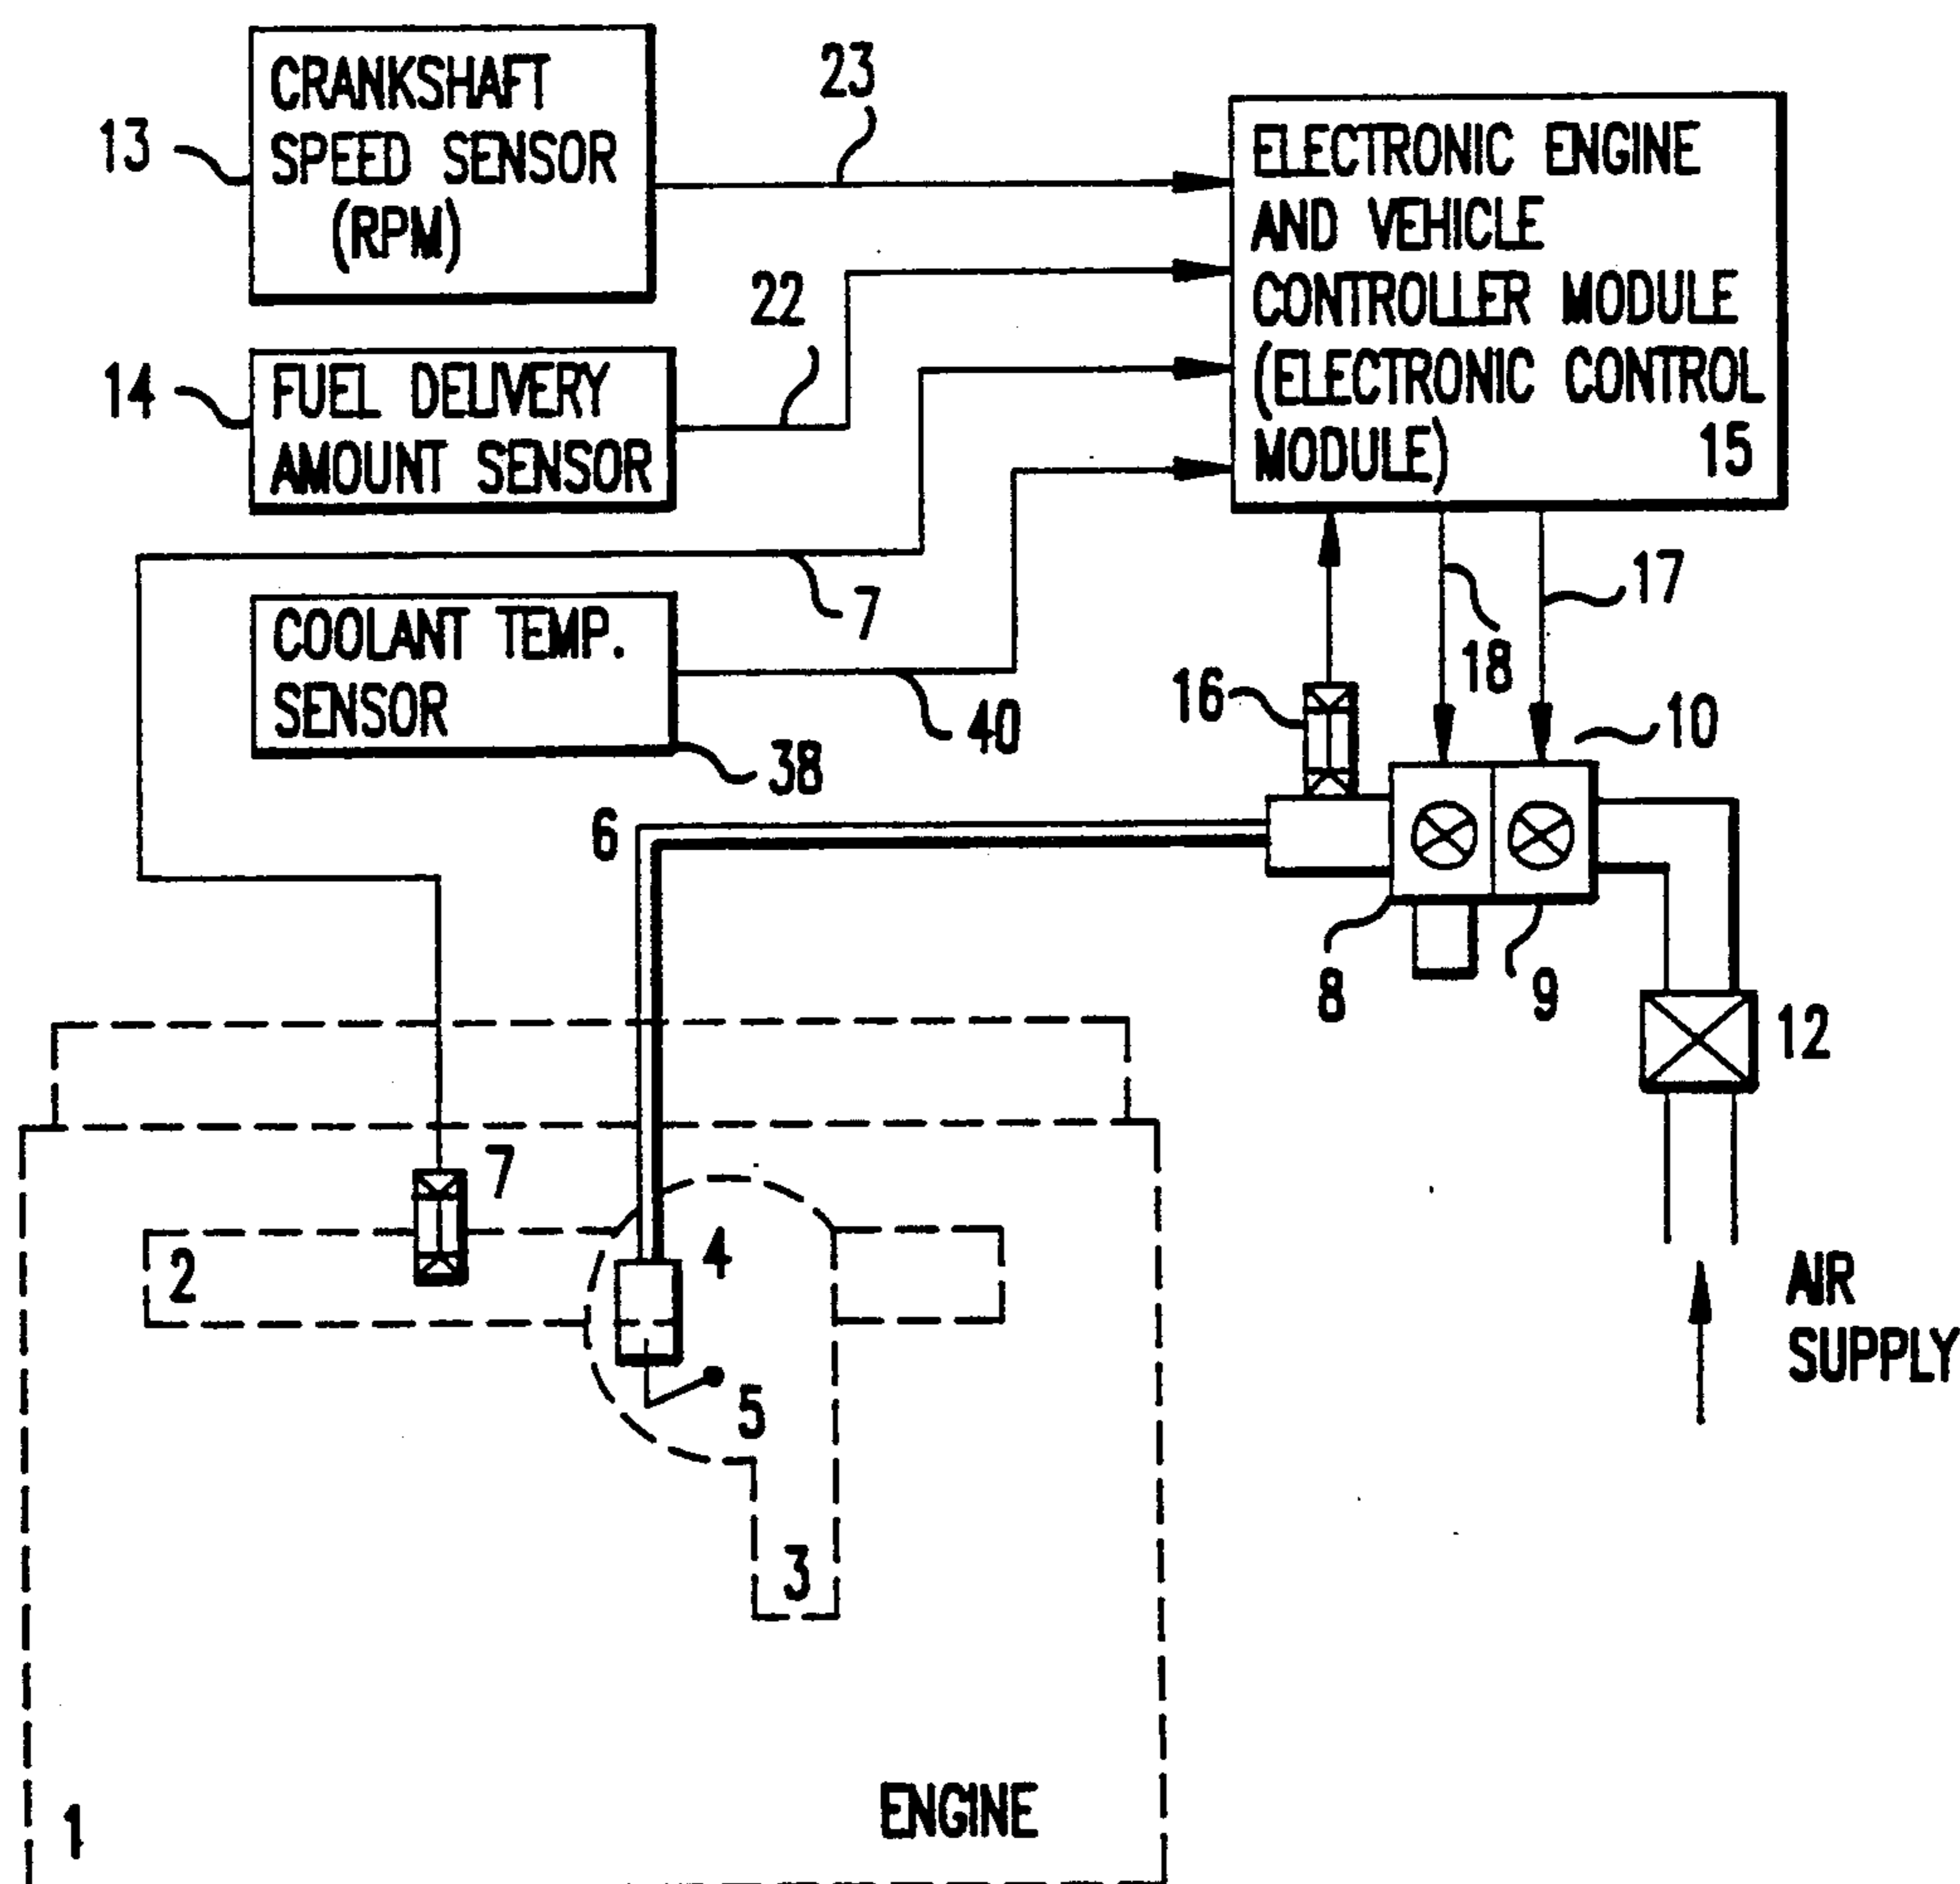 CRANKSHAFT
SPEED SENSOR
(RPM)
13
23
ELECTRONIC ENGINE
AND VEHICLE
CONTROLLER MODULE
(ELECTRONIC CONTROL
MODULE)
15
22
14
FUEL DELIVERY
AMOUNT SENSOR
7
COOLANT TEMP.
SENSOR
38
40
16
18
17
10
6
8
9
12
7
2
4
5
3
AIR
SUPPLY
1
ENGINE